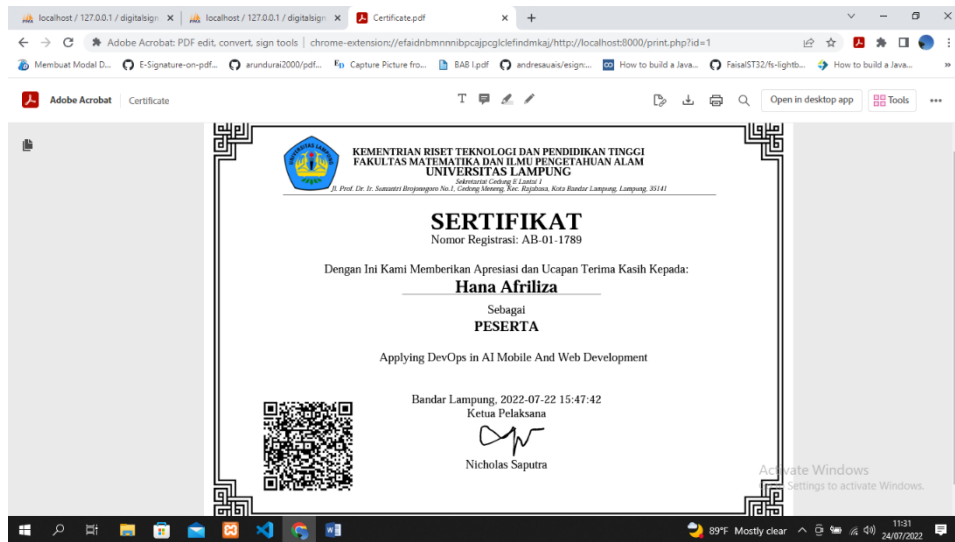 localhost / 127.0.0.1 / digitalsign
localhost / 127.0.0.1 / digitalsign
Certificate.pdf
Adobe Acrobat: PDF edit, convert, sign tools | chrome-extension://efaidnbmnnnibpcajpcglclefindmkaj/http://localhost:8000/print.php?id=1
Membuat Modal D...
E-Signature-on-pdf...
arundurai2000/pdf...
Capture Picture fro...
BAB I.pdf
andresauais/esign:...
How to build a Java...
FaisalST32/fs-lightb...
How to build a Java...
Adobe Acrobat
Certificate
Open in desktop app
Tools
KEMENTRIAN RISET TEKNOLOGI DAN PENDIDIKAN TINGGI
FAKULTAS MATEMATIKA DAN ILMU PENGETAHUAN ALAM
UNIVERSITAS LAMPUNG
Sekretariat Gedung E Lantai 1
Jl. Prof. Dr. Ir. Sumantri Brojonegoro No.1, Gedong Meneng, Kec. Rajabasa, Kota Bandar Lampung, Lampung, 35141
SERTIFIKAT
Nomor Registrasi: AB-01-1789
Dengan Ini Kami Memberikan Apresiasi dan Ucapan Terima Kasih Kepada:
Hana Afriliza
Sebagai
PESERTA
Applying DevOps in AI Mobile And Web Development
Bandar Lampung, 2022-07-22 15:47:42
Ketua Pelaksana
Nicholas Saputra
Activate Windows
Settings to activate Windows.
89°F Mostly clear
11:31
24/07/2022